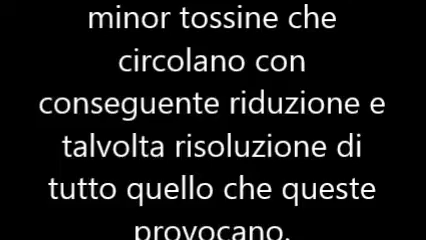 minor tossine che
circolano con
conseguente riduzione e
talvolta risoluzione di
tutto quello che queste
provocano.